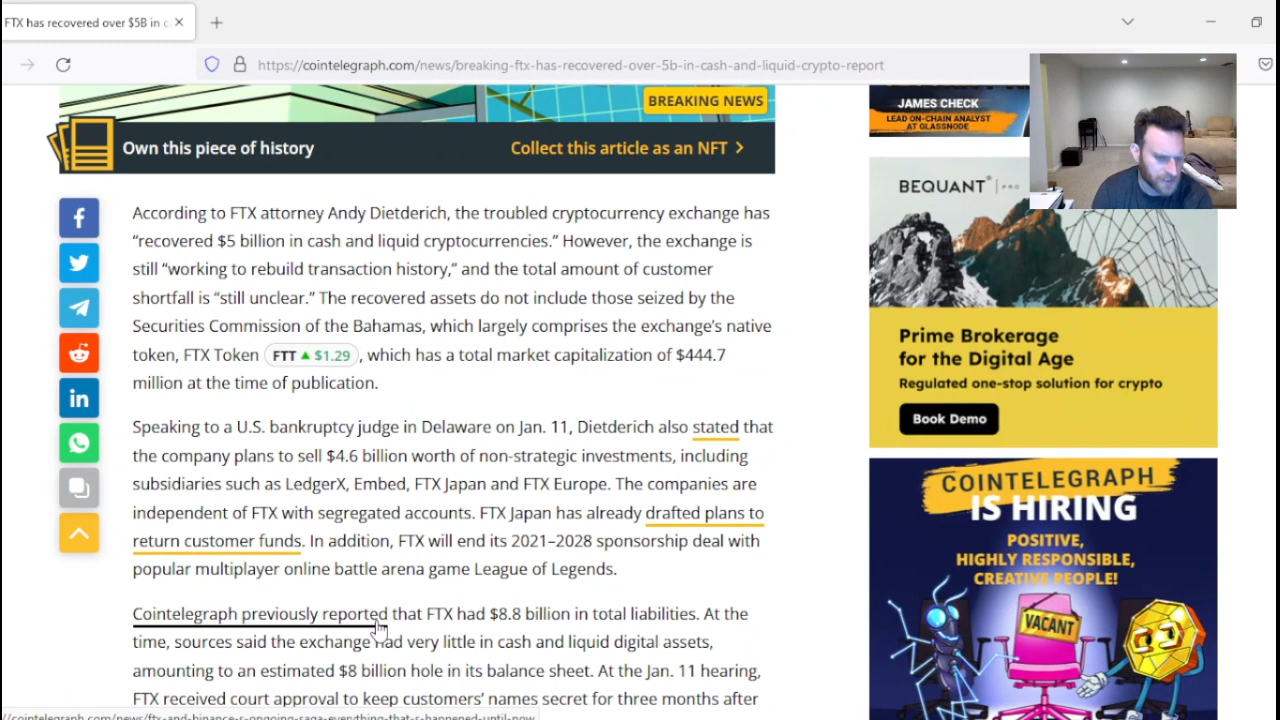 FTX has recovered over $5B in c
https://cointelegraph.com/news/breaking-ftx-has-recovered-over-5b-in-cash-and-liquid-crypto-report
BREAKING NEWS
Own this piece of history
Collect this article as an NFT
According to FTX attorney Andy Dietderich, the troubled cryptocurrency exchange has
“recovered $5 billion in cash and liquid cryptocurrencies.” However, the exchange is
still “working to rebuild transaction history,” and the total amount of customer
shortfall is “still unclear.” The recovered assets do not include those seized by the
Securities Commission of the Bahamas, which largely comprises the exchange’s native
token, FTX Token FTT ▲ $1.29 , which has a total market capitalization of $444.7
million at the time of publication.
Speaking to a U.S. bankruptcy judge in Delaware on Jan. 11, Dietderich also stated that
the company plans to sell $4.6 billion worth of non-strategic investments, including
subsidiaries such as LedgerX, Embed, FTX Japan and FTX Europe. The companies are
independent of FTX with segregated accounts. FTX Japan has already drafted plans to
return customer funds. In addition, FTX will end its 2021–2028 sponsorship deal with
popular multiplayer online battle arena game League of Legends.
Cointelegraph previously reported that FTX had $8.8 billion in total liabilities. At the
time, sources said the exchange had very little in cash and liquid digital assets,
amounting to an estimated $8 billion hole in its balance sheet. At the Jan. 11 hearing,
FTX received court approval to keep customers’ names secret for three months after
JAMES CHECK
LEAD ON-CHAIN ANALYST
AT GLASSNODE
BEQUANT PRO
Prime Brokerage
for the Digital Age
Regulated one-stop solution for crypto
Book Demo
COINTELEGRAPH
IS HIRING
POSITIVE,
HIGHLY RESPONSIBLE,
CREATIVE PEOPLE!
VACANT